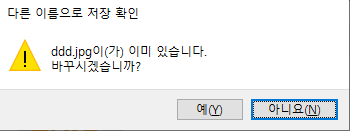 다른 이름으로 저장 확인
ddd.jpg이(가) 이미 있습니다.
바꾸시겠습니까?
예(Y)
아니요(N)